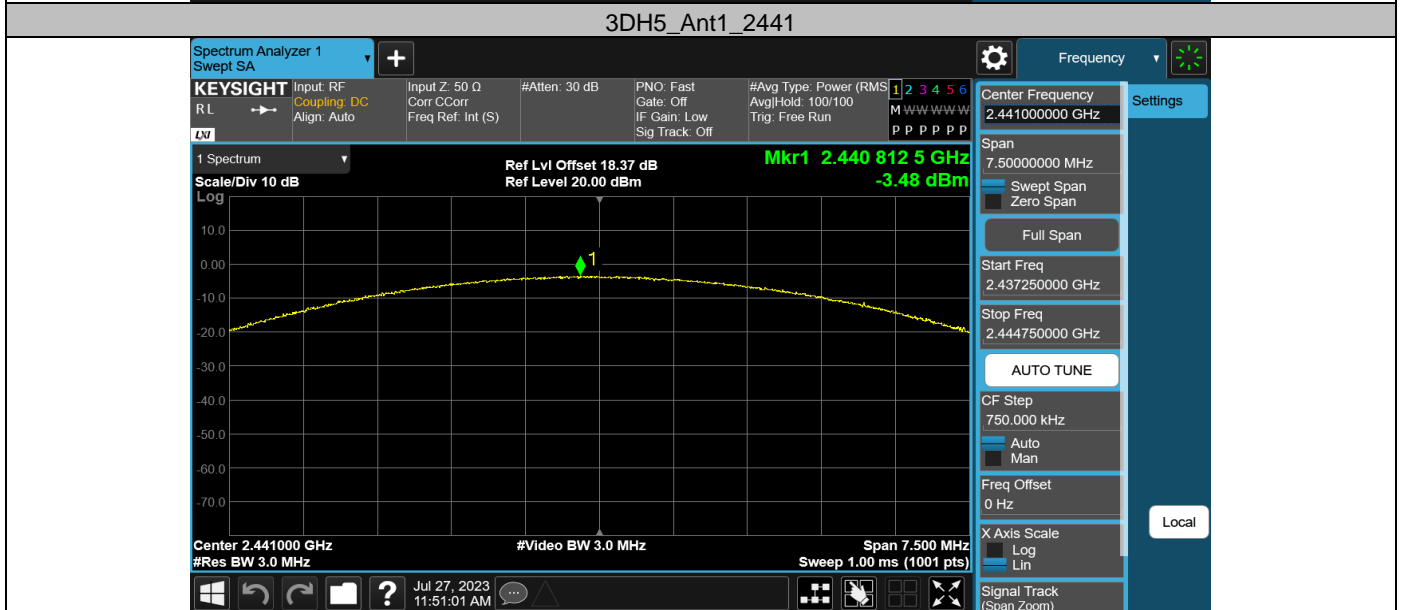 3DH5_Ant1_2441
Spectrum Analyzer 1
Swept SA
+
Frequency
KEYSIGHT
RL
LXI
Input: RF
Coupling: DC
Align: Auto
Input Z: 50 Ω
Corr CCorr
Freq Ref: Int (S)
#Atten: 30 dB
PNO: Fast
Gate: Off
IF Gain: Low
Sig Track: Off
#Avg Type: Power (RMS
Avg|Hold: 100/100
Trig: Free Run
1 2 3 4 5 6
M W W W W W
P P P P P P
Center Frequency
2.441000000 GHz
Settings
1 Spectrum
Scale/Div 10 dB
Ref Lvl Offset 18.37 dB
Ref Level 20.00 dBm
Mkr1 2.440 812 5 GHz
-3.48 dBm
Log
10.0
0.00
-10.0
-20.0
-30.0
-40.0
-50.0
-60.0
-70.0
1
Center 2.441000 GHz
#Res BW 3.0 MHz
#Video BW 3.0 MHz
Span 7.500 MHz
Sweep 1.00 ms (1001 pts)
Span
7.50000000 MHz
Swept Span
Zero Span
Full Span
Start Freq
2.437250000 GHz
Stop Freq
2.444750000 GHz
AUTO TUNE
CF Step
750.000 kHz
Auto
Man
Freq Offset
0 Hz
X Axis Scale
Log
Lin
Signal Track
(Span Zoom)
Local
?
Jul 27, 2023
11:51:01 AM